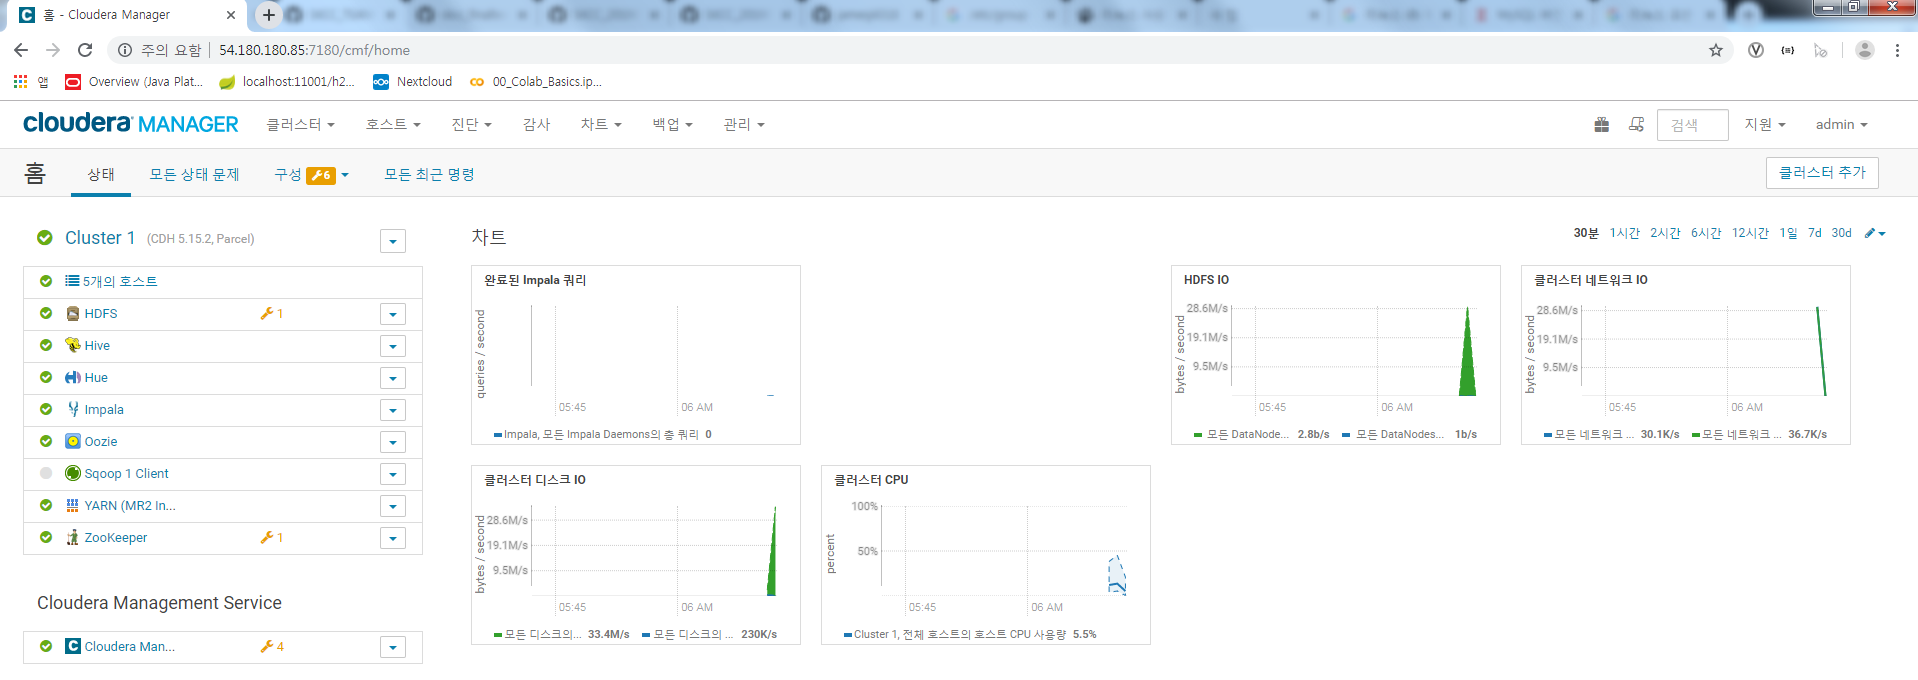 홈 - Cloudera Manager
주의 요함 54.180.180.85:7180/cmf/home
앱 Overview (Java Plat... localhost:11001/h2... Nextcloud 00_Colab_Basics.ip...
cloudera MANAGER 클러스터 호스트 진단 감사 차트 백업 관리 검색 지원 admin
홈 상태 모든 상태 문제 구성 6 모든 최근 명령 클러스터 추가
Cluster 1 (CDH 5.15.2, Parcel)
5개의 호스트
HDFS 1
Hive
Hue
Impala
Oozie
Sqoop 1 Client
YARN (MR2 In...
ZooKeeper 1
Cloudera Management Service
Cloudera Man... 4
차트
30분 1시간 2시간 6시간 12시간 1일 7d 30d
완료된 Impala 쿼리
queries / second
05:45 06 AM
Impala, 모든 Impala Daemons의 총 쿼리 0
HDFS IO
bytes / second
28.6M/s
19.1M/s
9.5M/s
05:45 06 AM
모든 DataNode... 2.8b/s 모든 DataNodes... 1b/s
클러스터 네트워크 IO
bytes / second
28.6M/s
19.1M/s
9.5M/s
05:45 06 AM
모든 네트워크 ... 30.1K/s 모든 네트워크 ... 36.7K/s
클러스터 디스크 IO
bytes / second
28.6M/s
19.1M/s
9.5M/s
05:45 06 AM
모든 디스크의... 33.4M/s 모든 디스크의 ... 230K/s
클러스터 CPU
percent
100%
50%
05:45 06 AM
Cluster 1, 전체 호스트의 호스트 CPU 사용량 5.5%